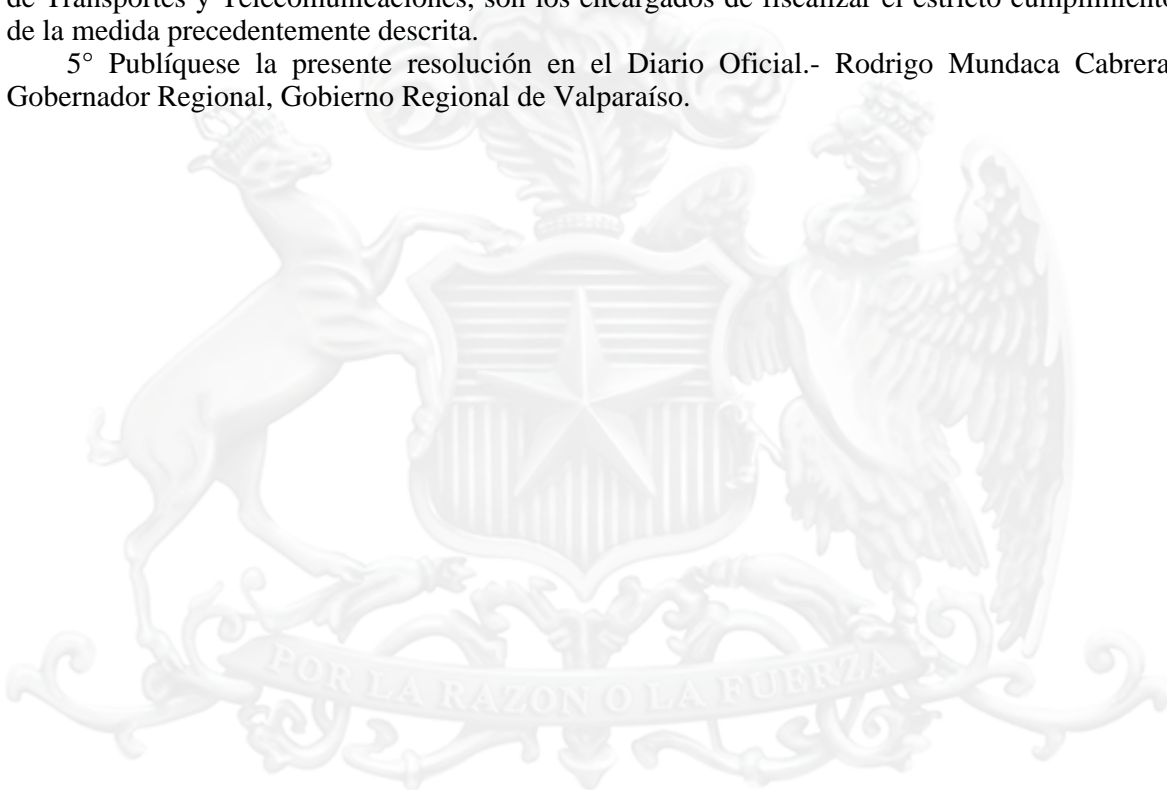 de Transportes y Telecomunicaciones, son los encargados de fiscalizar el estricto cumplimiento
de la medida precedentemente descrita.
5° Publíquese la presente resolución en el Diario Oficial.- Rodrigo Mundaca Cabrera
Gobernador Regional, Gobierno Regional de Valparaíso.
POR LA RAZON O LA FUERZA